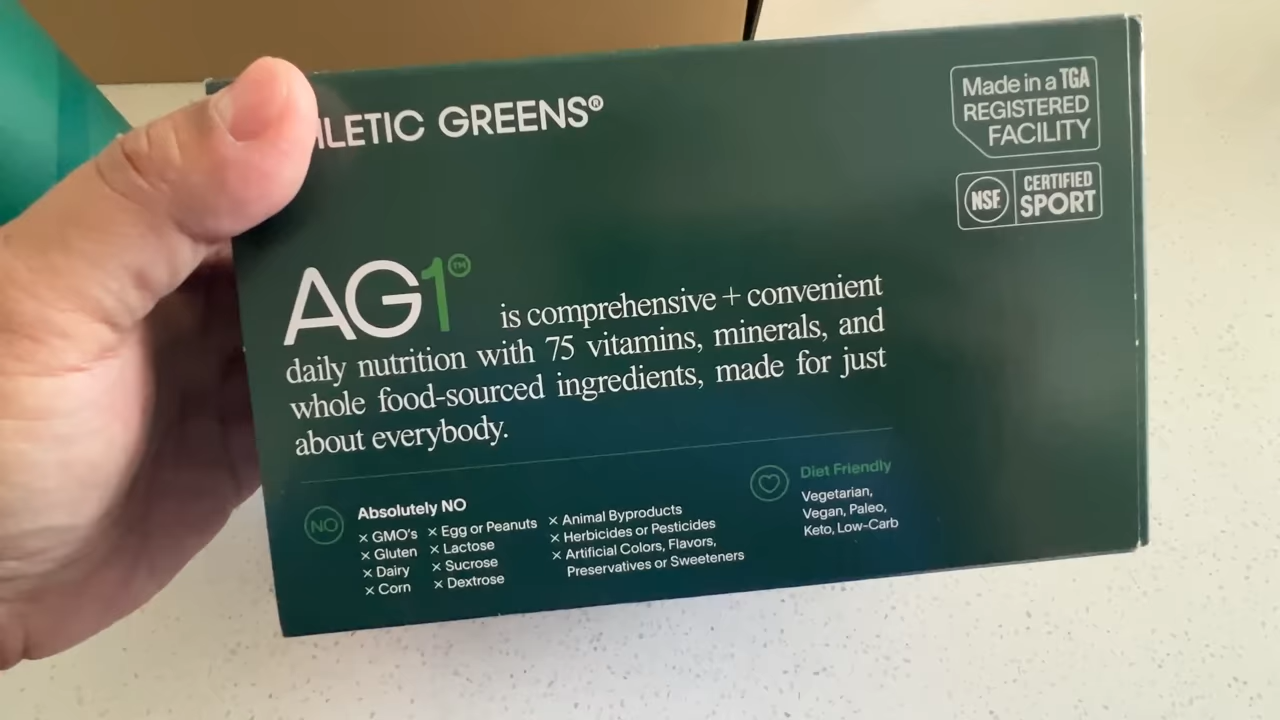 GREENS®
Made in a TGA
REGISTERED
FACILITY
NSF.
CERTIFIED
SPORT
AG1™ is comprehensive + convenient
daily nutrition with 75 vitamins, minerals, and
whole food-sourced ingredients, made for just
about everybody.
NO
Absolutely NO
× GMO's
× Gluten
× Dairy
× Corn
× Egg or Peanuts
× Lactose
× Sucrose
× Dextrose
× Animal Byproducts
× Herbicides or Pesticides
× Artificial Colors, Flavors,
Preservatives or Sweeteners
Diet Friendly
Vegetarian,
Vegan, Paleo,
Keto, Low-Carb